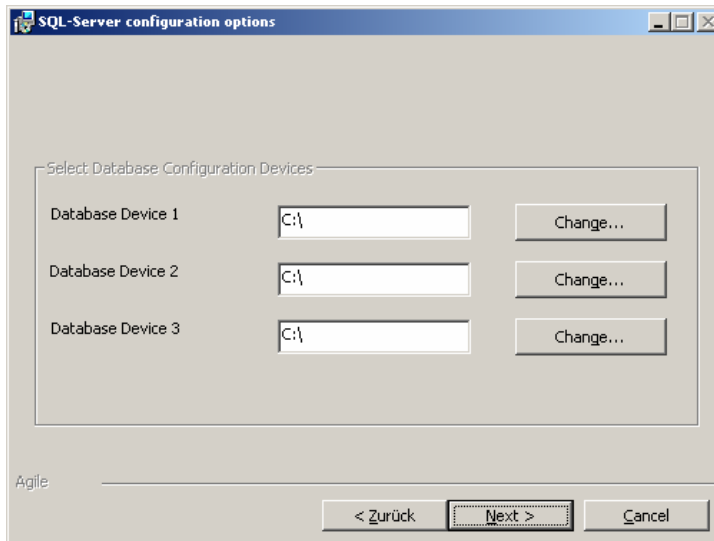 SQL-Server configuration options
Select Database Configuration Devices
Database Device 1 C:\ Change...
Database Device 2 C:\ Change...
Database Device 3 C:\ Change...
Agile
< Zurück Next > Cancel